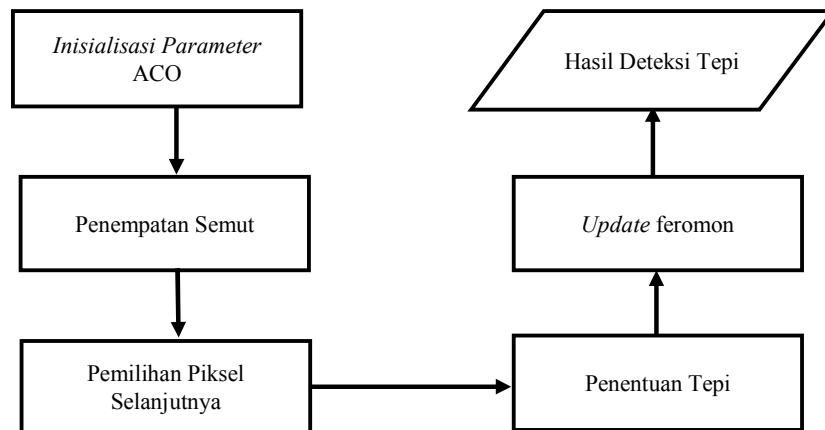 Inisialisasi Parameter
ACO
Penempatan Semut
Pemilihan Piksel
Selanjutnya
Penentuan Tepi
Update feromon
Hasil Deteksi Tepi